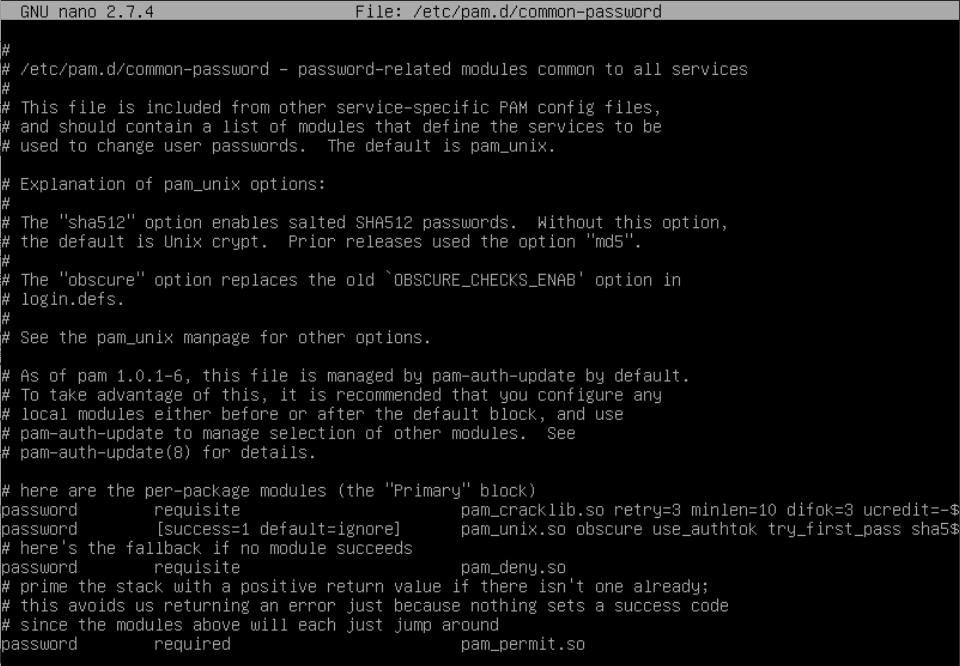 GNU nano 2.7.4 File: /etc/pam.d/common-password
#
# /etc/pam.d/common-password - password-related modules common to all services
#
# This file is included from other service-specific PAM config files,
# and should contain a list of modules that define the services to be
# used to change user passwords.  The default is pam_unix.
# Explanation of pam_unix options:
#
# The "sha512" option enables salted SHA512 passwords.  Without this option,
# the default is Unix crypt.  Prior releases used the option "md5".
#
# The "obscure" option replaces the old `OBSCURE_CHECKS_ENAB' option in
# login.defs.
#
# See the pam_unix manpage for other options.
# As of pam 1.0.1-6, this file is managed by pam-auth-update by default.
# To take advantage of this, it is recommended that you configure any
# local modules either before or after the default block, and use
# pam-auth-update to manage selection of other modules.  See
# pam-auth-update(8) for details.
# here are the per-package modules (the "Primary" block)
password        requisite                       pam_cracklib.so retry=3 minlen=10 difok=3 ucredit=-$
password        [success=1 default=ignore]      pam_unix.so obscure use_authtok try_first_pass sha5$
# here's the fallback if no module succeeds
password        requisite                       pam_deny.so
# prime the stack with a positive return value if there isn't one already;
# this avoids us returning an error just because nothing sets a success code
# since the modules above will each just jump around
password        required                        pam_permit.so